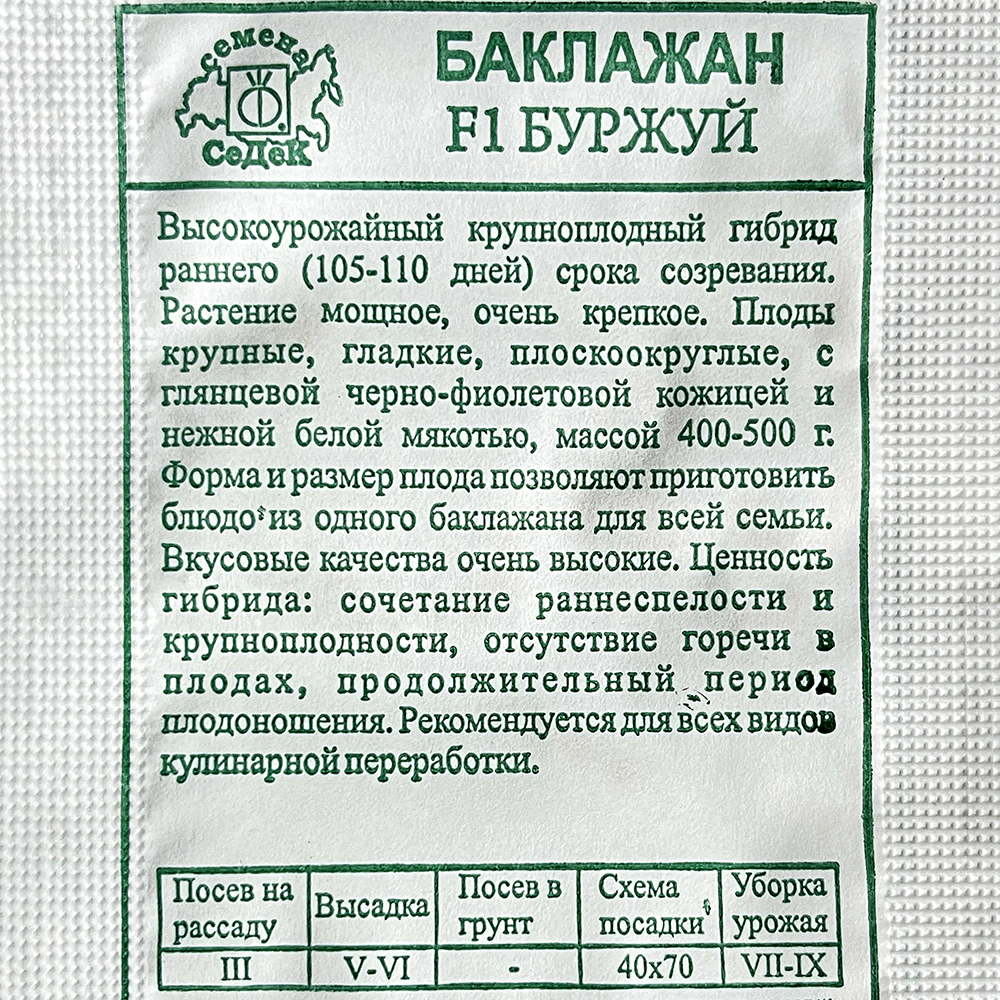 семена
СеДеК
БАКЛАЖАН
F1 БУРЖУЙ
Высокоурожайный крупноплодный гибрид
раннего (105-110 дней) срока созревания.
Растение мощное, очень крепкое. Плоды
крупные, гладкие, плоскоокруглые, с
глянцевой черно-фиолетовой кожицей и
нежной белой мякотью, массой 400-500 г.
Форма и размер плода позволяют приготовить
блюдо из одного баклажана для всей семьи.
Вкусовые качества очень высокие. Ценность
гибрида: сочетание раннеспелости и
крупноплодности, отсутствие горечи в
плодах, продолжительный период
плодоношения. Рекомендуется для всех видов
кулинарной переработки.
Посев на рассаду Высадка Посев в грунт Схема посадки Уборка урожая
III V-VI - 40х70 VII-IX